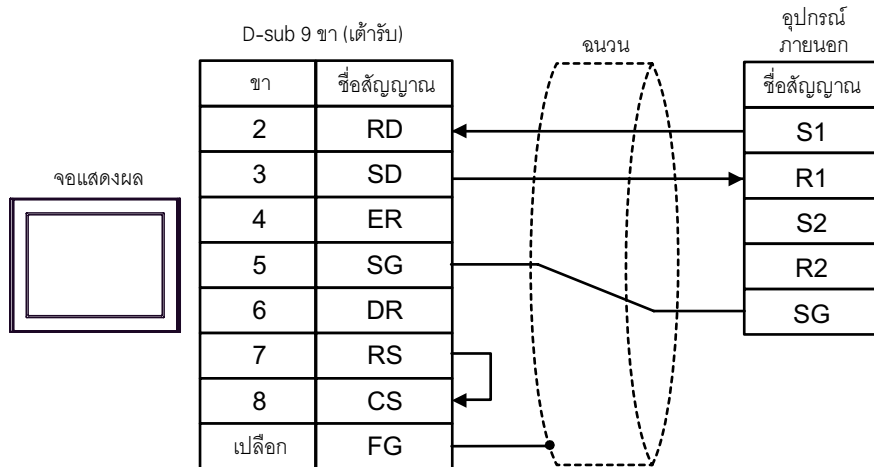 D-sub 9 ขา (เต้ารับ)
ฉนวน
อุปกรณ์
ภายนอก
จอแสดงผล
ขา ชื่อสัญญาณ
2 RD
3 SD
4 ER
5 SG
6 DR
7 RS
8 CS
เปลือก FG
ชื่อสัญญาณ
S1
R1
S2
R2
SG